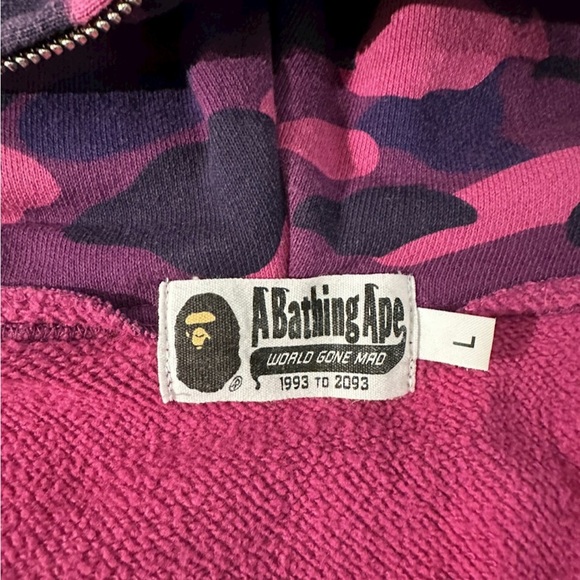 A Bathing Ape
WORLD GONE MAD
®
1993 TO 2093
L